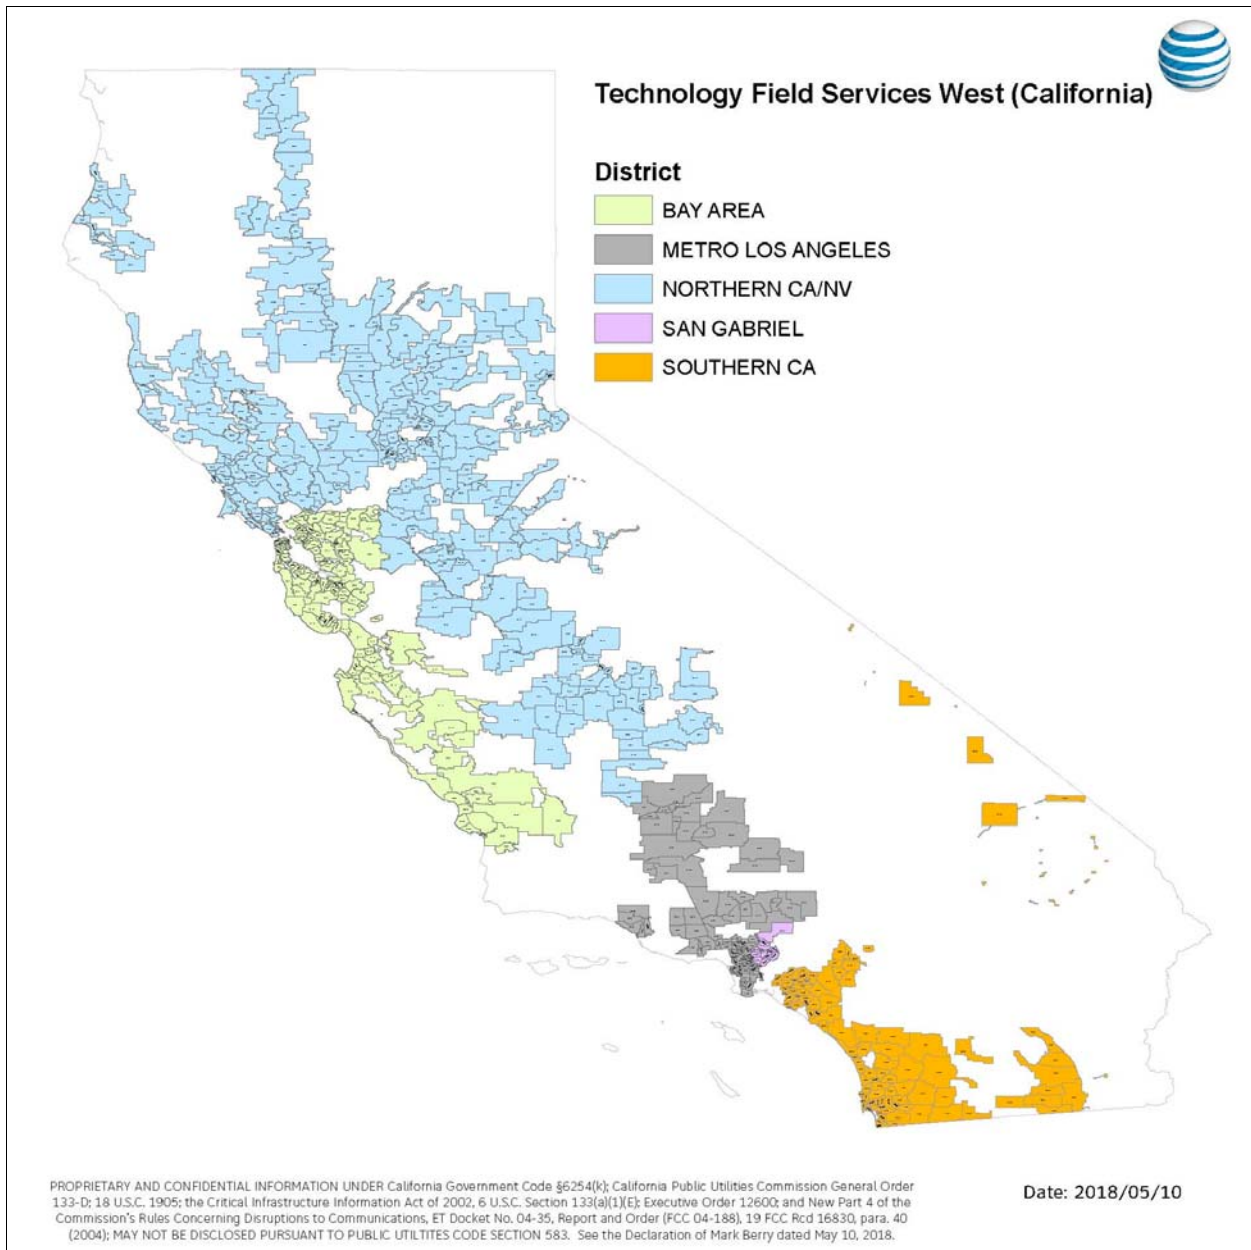 Technology Field Services West (California)
District
BAY AREA
METRO LOS ANGELES
NORTHERN CA/NV
SAN GABRIEL
SOUTHERN CA
PROPRIETARY AND CONFIDENTIAL INFORMATION UNDER California Government Code §6254(k); California Public Utilities Commission General Order
133-D; 18 U.S.C. 1905; the Critical Infrastructure Information Act of 2002, 6 U.S.C. Section 133(a)(1)(E); Executive Order 12600; and New Part 4 of the
Commission's Rules Concerning Disruptions to Communications, ET Docket No. 04-35, Report and Order (FCC 04-188), 19 FCC Rcd 16830, para. 40
(2004); MAY NOT BE DISCLOSED PURSUANT TO PUBLIC UTILTITES CODE SECTION 583. See the Declaration of Mark Berry dated May 10, 2018.
Date: 2018/05/10